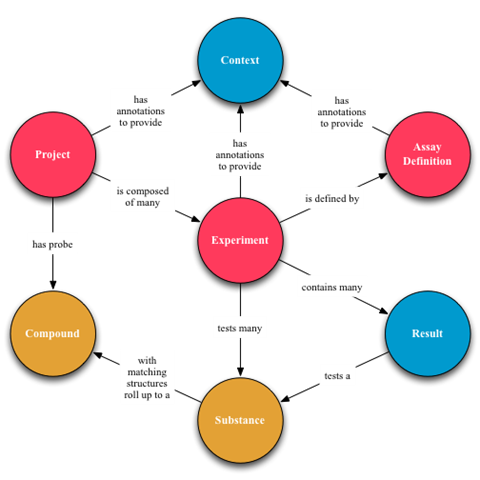 Context
has
annotations
to provide
has
annotations
to provide
has
annotations
to provide
Project
Assay
Definition
is composed
of many
is defined by
Experiment
has probe
contains many
tests many
Compound
Result
with
matching
structures
roll up to a
tests a
Substance